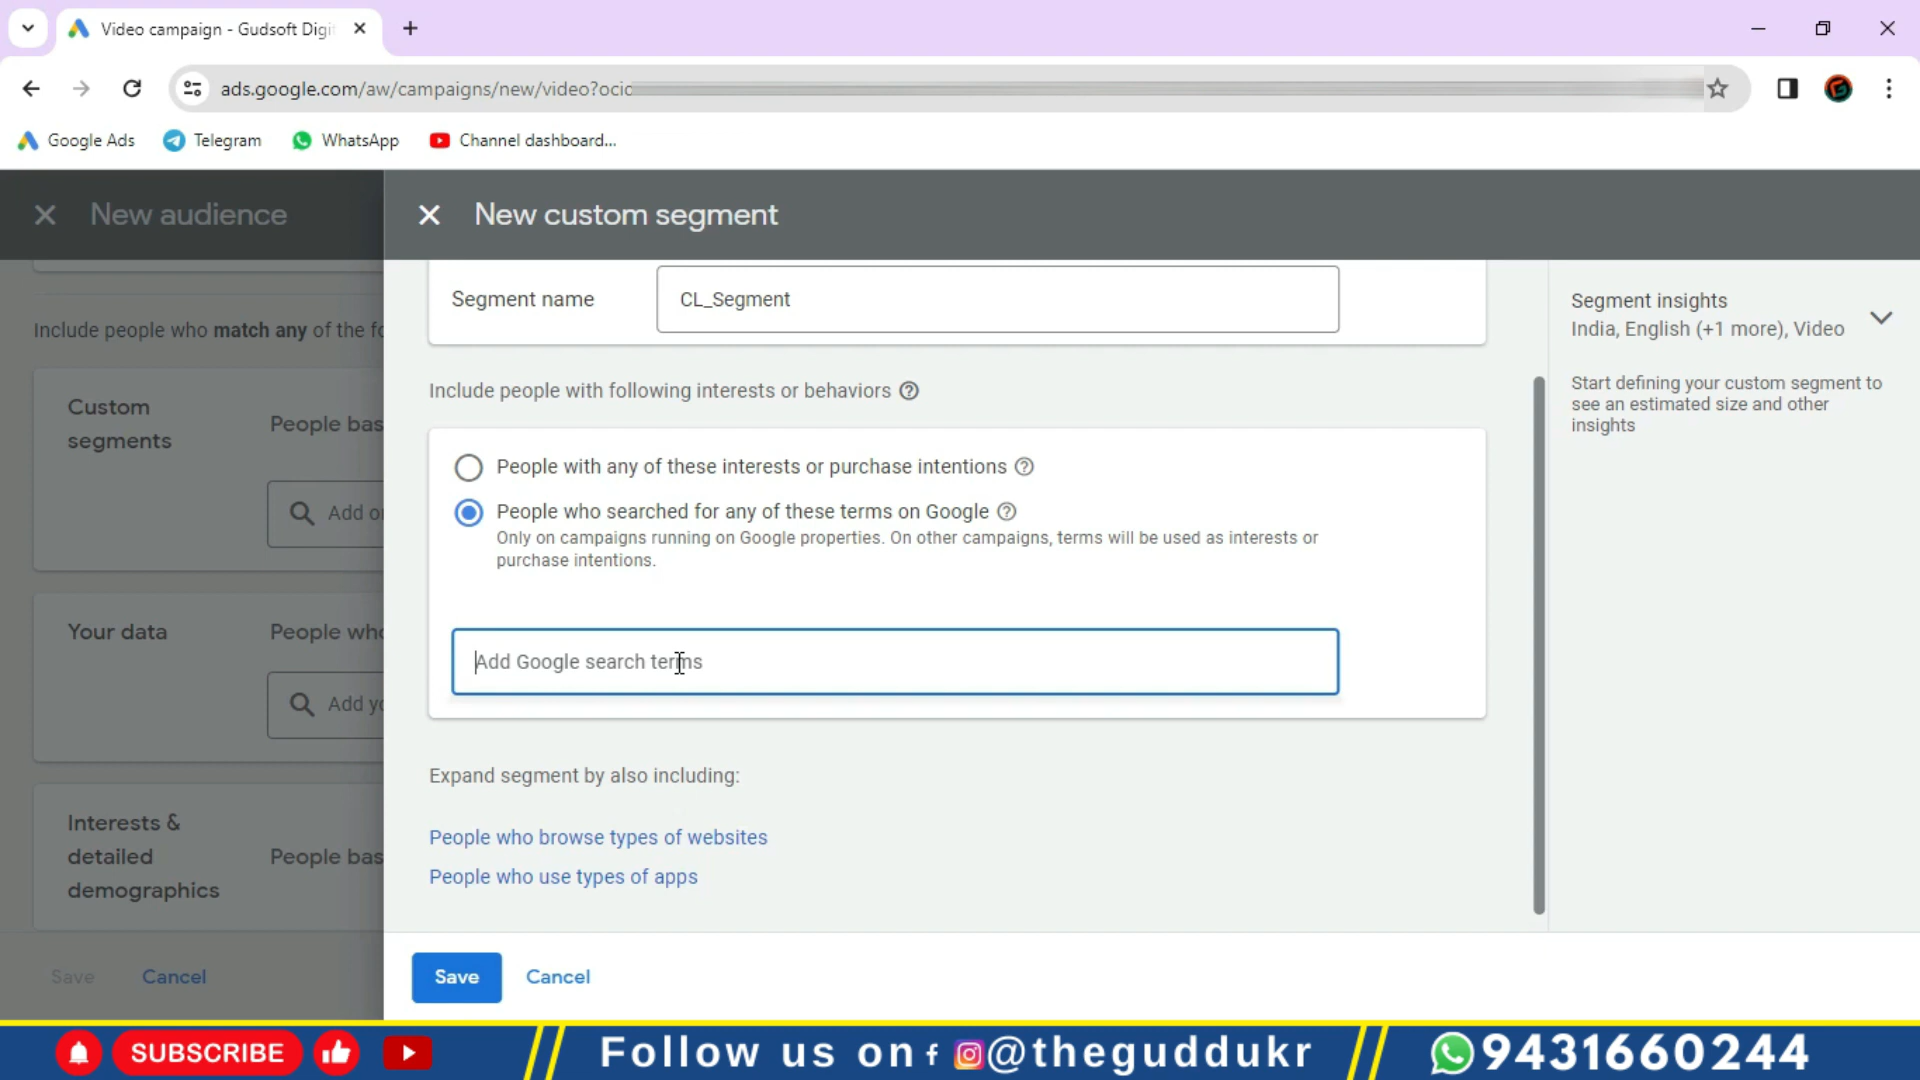 Video campaign - Gudsoft Digi
ads.google.com/aw/campaigns/new/video?ocid
Google Ads
Telegram
WhatsApp
Channel dashboard...
New audience
New custom segment
Include people who match any of the fo
Custom
segments
People bas
Add o
Your data
People who
Add yo
Interests &
detailed
demographics
People bas
Save
Cancel
Segment name
CL_Segment
Include people with following interests or behaviors
People with any of these interests or purchase intentions
People who searched for any of these terms on Google
Only on campaigns running on Google properties. On other campaigns, terms will be used as interests or
purchase intentions.
Add Google search terms
Expand segment by also including:
People who browse types of websites
People who use types of apps
Save
Cancel
Segment insights
India, English (+1 more), Video
Start defining your custom segment to
see an estimated size and other
insights
SUBSCRIBE
Follow us on f @theguddukr
9431660244